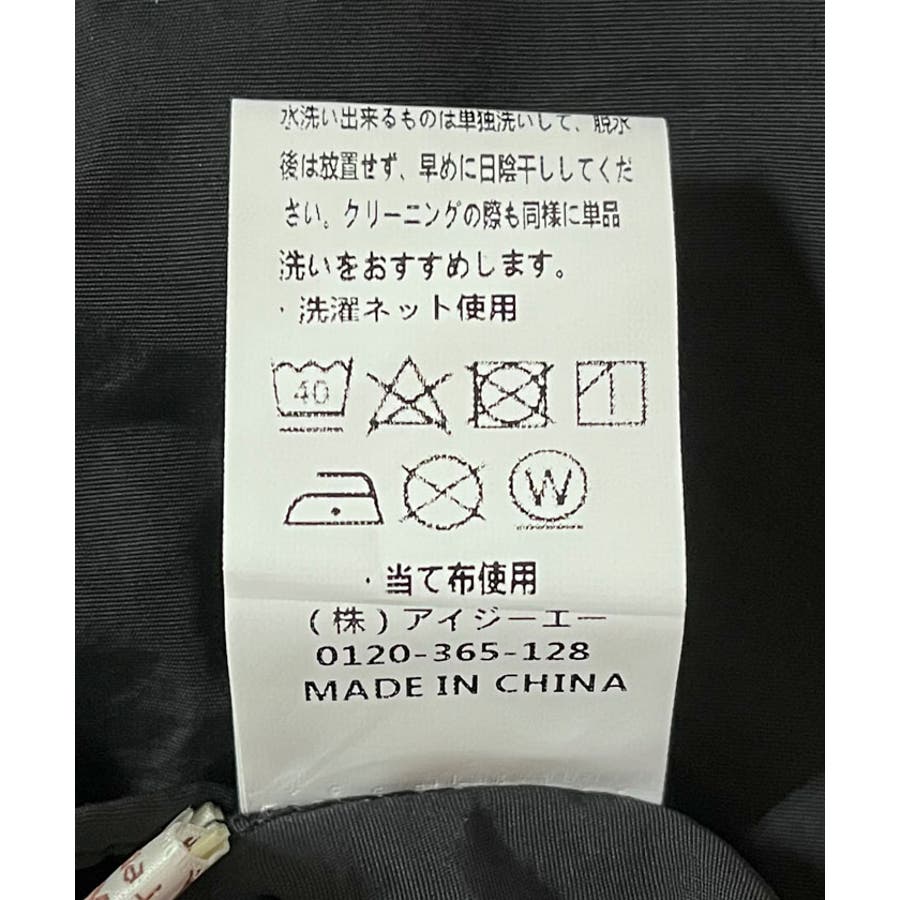 水洗い出来るものは単独洗いして、脱水
後は放置せず、早めに日陰干ししてくだ
さい。クリーニングの際も同様に単品
洗いをおすすめします。
・洗濯ネット使用
40
W
・当て布使用
(株)アイジーエー
0120-365-128
MADE IN CHINA